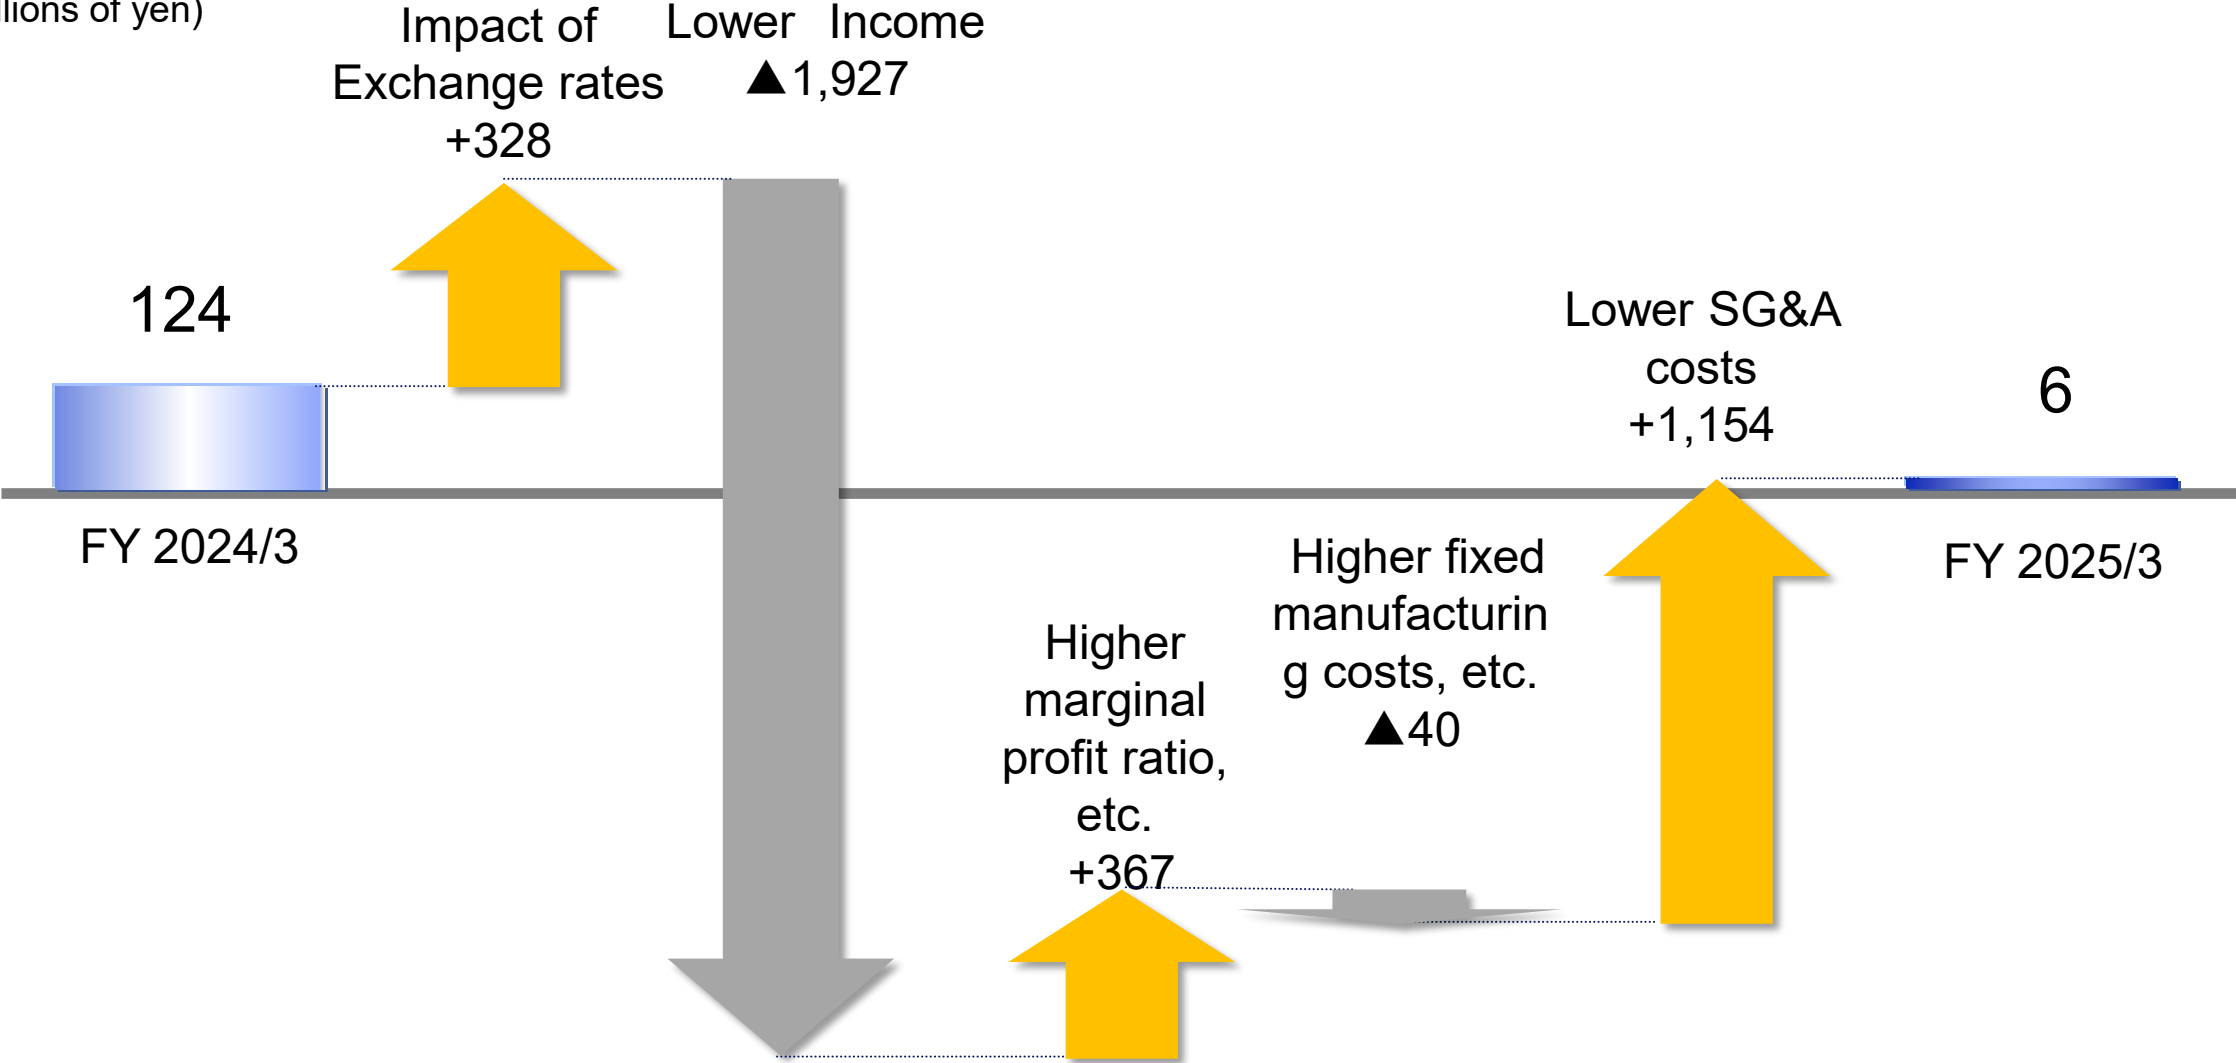 of yen)
Impact of
Exchange rates
+328
Lower Income
▲1,927
124
FY 2024/3
Higher
marginal
profit ratio,
etc.
+367
Higher fixed
manufacturin
g costs, etc.
▲40
Lower SG&A
costs
+1,154
6
FY 2025/3